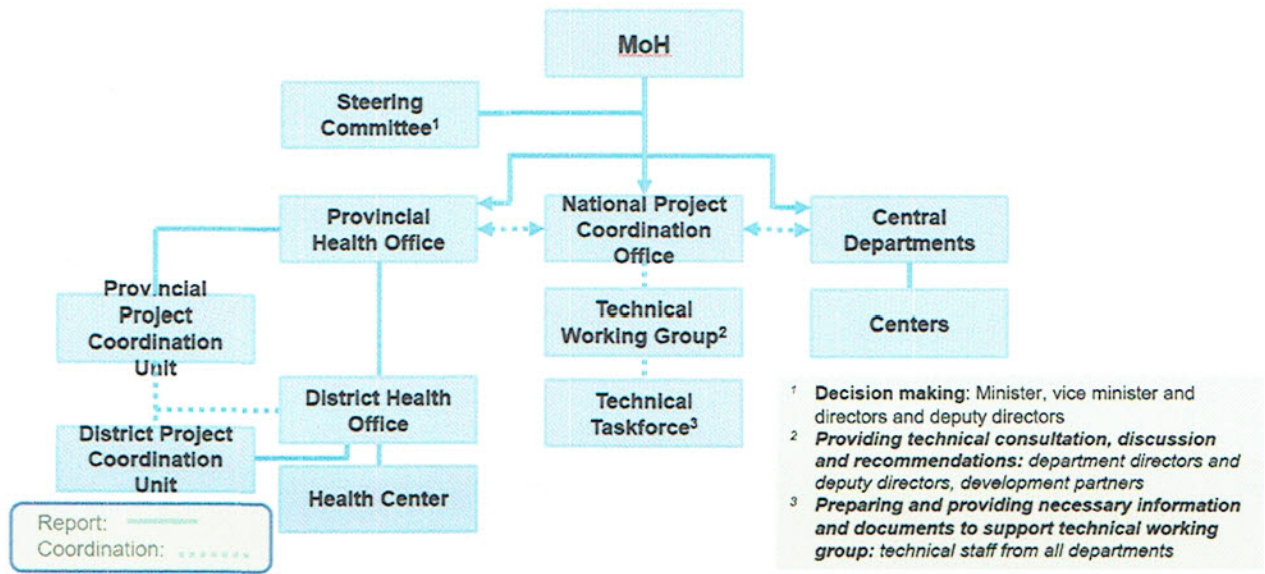 MoH
Steering
Committee¹
Provincial
Health Office
National Project
Coordination
Office
Central
Departments
Provincial
Project
Coordination
Unit
Technical
Working Group²
Centers
District Health
Office
Technical
Taskforce³
District Project
Coordination
Unit
Health Center
Report:
Coordination:
¹ Decision making: Minister, vice minister and
directors and deputy directors
² Providing technical consultation, discussion
and recommendations: department directors and
deputy directors, development partners
³ Preparing and providing necessary information
and documents to support technical working
group: technical staff from all departments